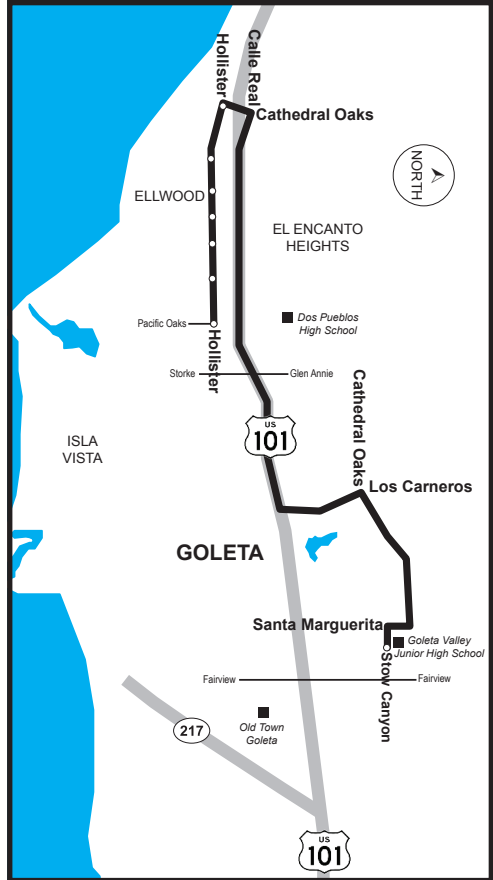 Hollister
Calle Real
Cathedral Oaks
NORTH
ELLWOOD
EL ENCANTO
HEIGHTS
Pacific Oaks
Dos Pueblos
High School
Hollister
Storke
Glen Annie
Cathedral Oaks
US
101
ISLA
VISTA
Los Carneros
GOLETA
Santa Marguerita
Goleta Valley
Junior High School
Stow Canyon
Fairview
Fairview
217
Old Town
Goleta
US
101